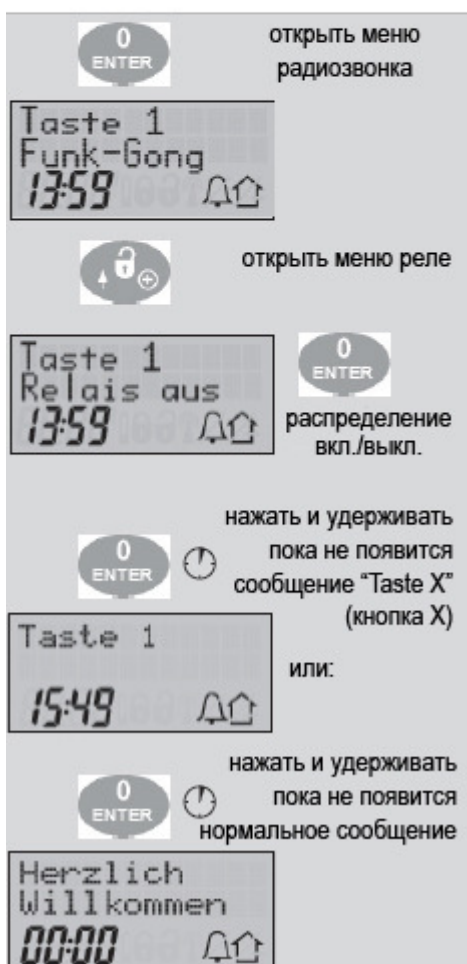 0
ENTER
открыть меню
радиозвонка
Taste 1
Funk-Gong
13:59
открыть меню реле
Taste 1
Relais aus
13:59
0
ENTER
распределение
вкл./выкл.
0
ENTER
нажать и удерживать
пока не появится
сообщение “Taste X”
(кнопка X)
Taste 1
15:49
или:
0
ENTER
нажать и удерживать
пока не появится
нормальное сообщение
Herzlich
Willkommen
00:00